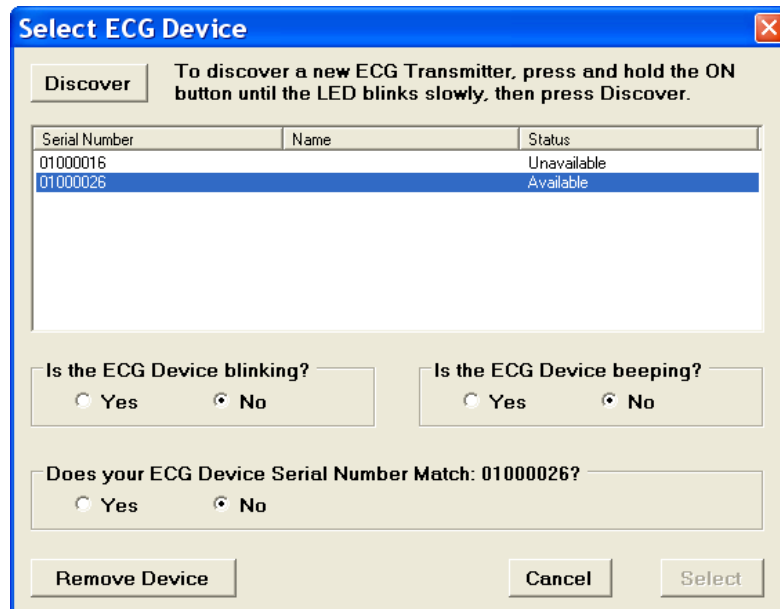 Select ECG Device
Discover
To discover a new ECG Transmitter, press and hold the ON
button until the LED blinks slowly, then press Discover.
Serial Number Name Status
01000016 Unavailable
01000026 Available
Is the ECG Device blinking? Is the ECG Device beeping?
Yes No Yes No
Does your ECG Device Serial Number Match: 01000026?
Yes No
Remove Device Cancel Select